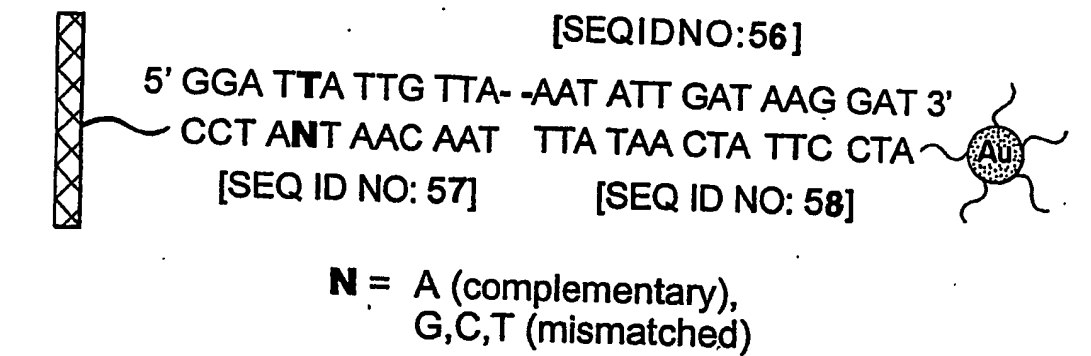 [SEQIDNO:56]
5' GGA TTA TTG TTA- -AAT ATT GAT AAG GAT 3'
CCT ANT AAC AAT TTA TAA CTA TTC CTA
Au
[SEQ ID NO: 57] [SEQ ID NO: 58]
N = A (complementary),
G,C,T (mismatched)